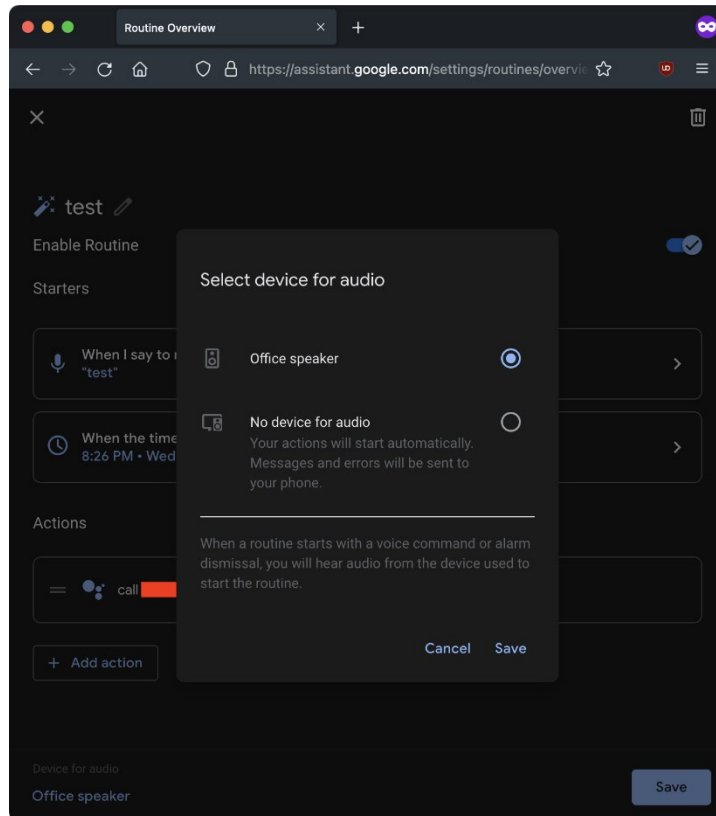 Routine Overview
https://assistant.google.com/settings/routines/overvie
test
Enable Routine
Starters
When I say to
"test"
When the time
8:26 PM • Wed
Actions
call
+ Add action
Select device for audio
Office speaker
No device for audio
Your actions will start automatically.
Messages and errors will be sent to
your phone.
When a routine starts with a voice command or alarm
dismissal, you will hear audio from the device used to
start the routine.
Cancel Save
Device for audio
Office speaker
Save